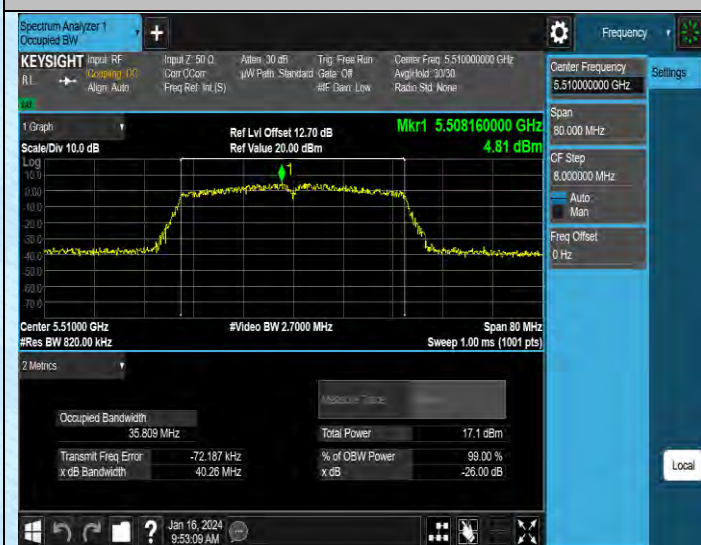 Spectrum Analyzer 1
Occupied BW
+
Frequency
KEYSIGHT
Input: RF
Coupling: DC
Align: Auto
Input Z: 50 Ω
Corr CCorr
Freq Ref: Int (S)
Atten: 30 dB
µW Path: Standard
Trig: Free Run
Gate: Off
#IF Gain: Low
Center Freq: 5.510000000 GHz
Avg|Hold: 30/30
Radio Std: None
1 Graph
Scale/Div 10.0 dB
Ref Lvl Offset 12.70 dB
Ref Value 20.00 dBm
Mkr1 5.508160000 GHz
4.81 dBm
Log
10.0
0.00
-10.0
-20.0
-30.0
-40.0
-50.0
-60.0
-70.0
1
Center 5.51000 GHz
#Res BW 820.00 kHz
#Video BW 2.7000 MHz
Span 80 MHz
Sweep 1.00 ms (1001 pts)
2 Metrics
Measure Trace
Occupied Bandwidth
35.809 MHz
Total Power
17.1 dBm
Transmit Freq Error
-72.187 kHz
% of OBW Power
99.00 %
x dB Bandwidth
40.26 MHz
x dB
-26.00 dB
Center Frequency
5.510000000 GHz
Settings
Span
80.000 MHz
CF Step
8.000000 MHz
Auto
Man
Freq Offset
0 Hz
Local
?
Jan 16, 2024
9:53:09 AM